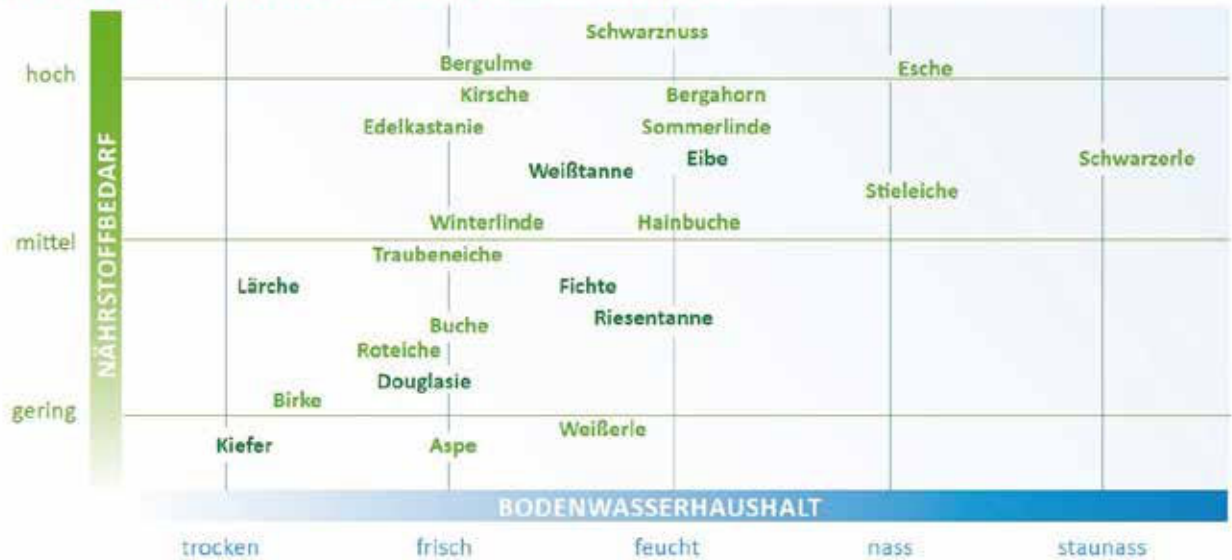 Schwarznuss
Bergulme
hoch
Esche
Kirsche
Bergahorn
Edelkastanie
Sommerlinde
Weißtanne
Eibe
Schwarzerle
Stieleiche
Winterlinde
Hainbuche
mittel
Traubeneiche
Lärche
Fichte
Riesentanne
Buche
Roteiche
Douglasie
Birke
gering
Weißerle
Kiefer
Aspe
NÄHRSTOFFBEDARF
BODENWASSERHAUSHALT
trocken frisch feucht nass staunass